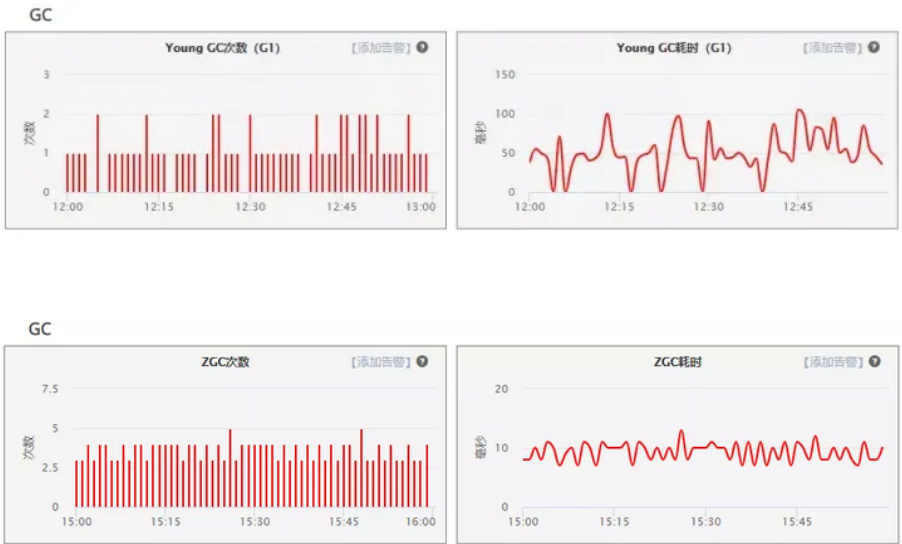 GC
Young GC次数（G1） 【添加告警】 ?
3
2
1
0
次数
12:00 12:15 12:30 12:45 13:00
Young GC耗时（G1） 【添加告警】 ?
150
100
50
0
毫秒
12:00 12:15 12:30 12:45
GC
ZGC次数 【添加告警】 ?
7.5
5
2.5
0
次数
15:00 15:15 15:30 15:45 16:00
ZGC耗时 【添加告警】 ?
20
10
0
毫秒
15:00 15:15 15:30 15:45